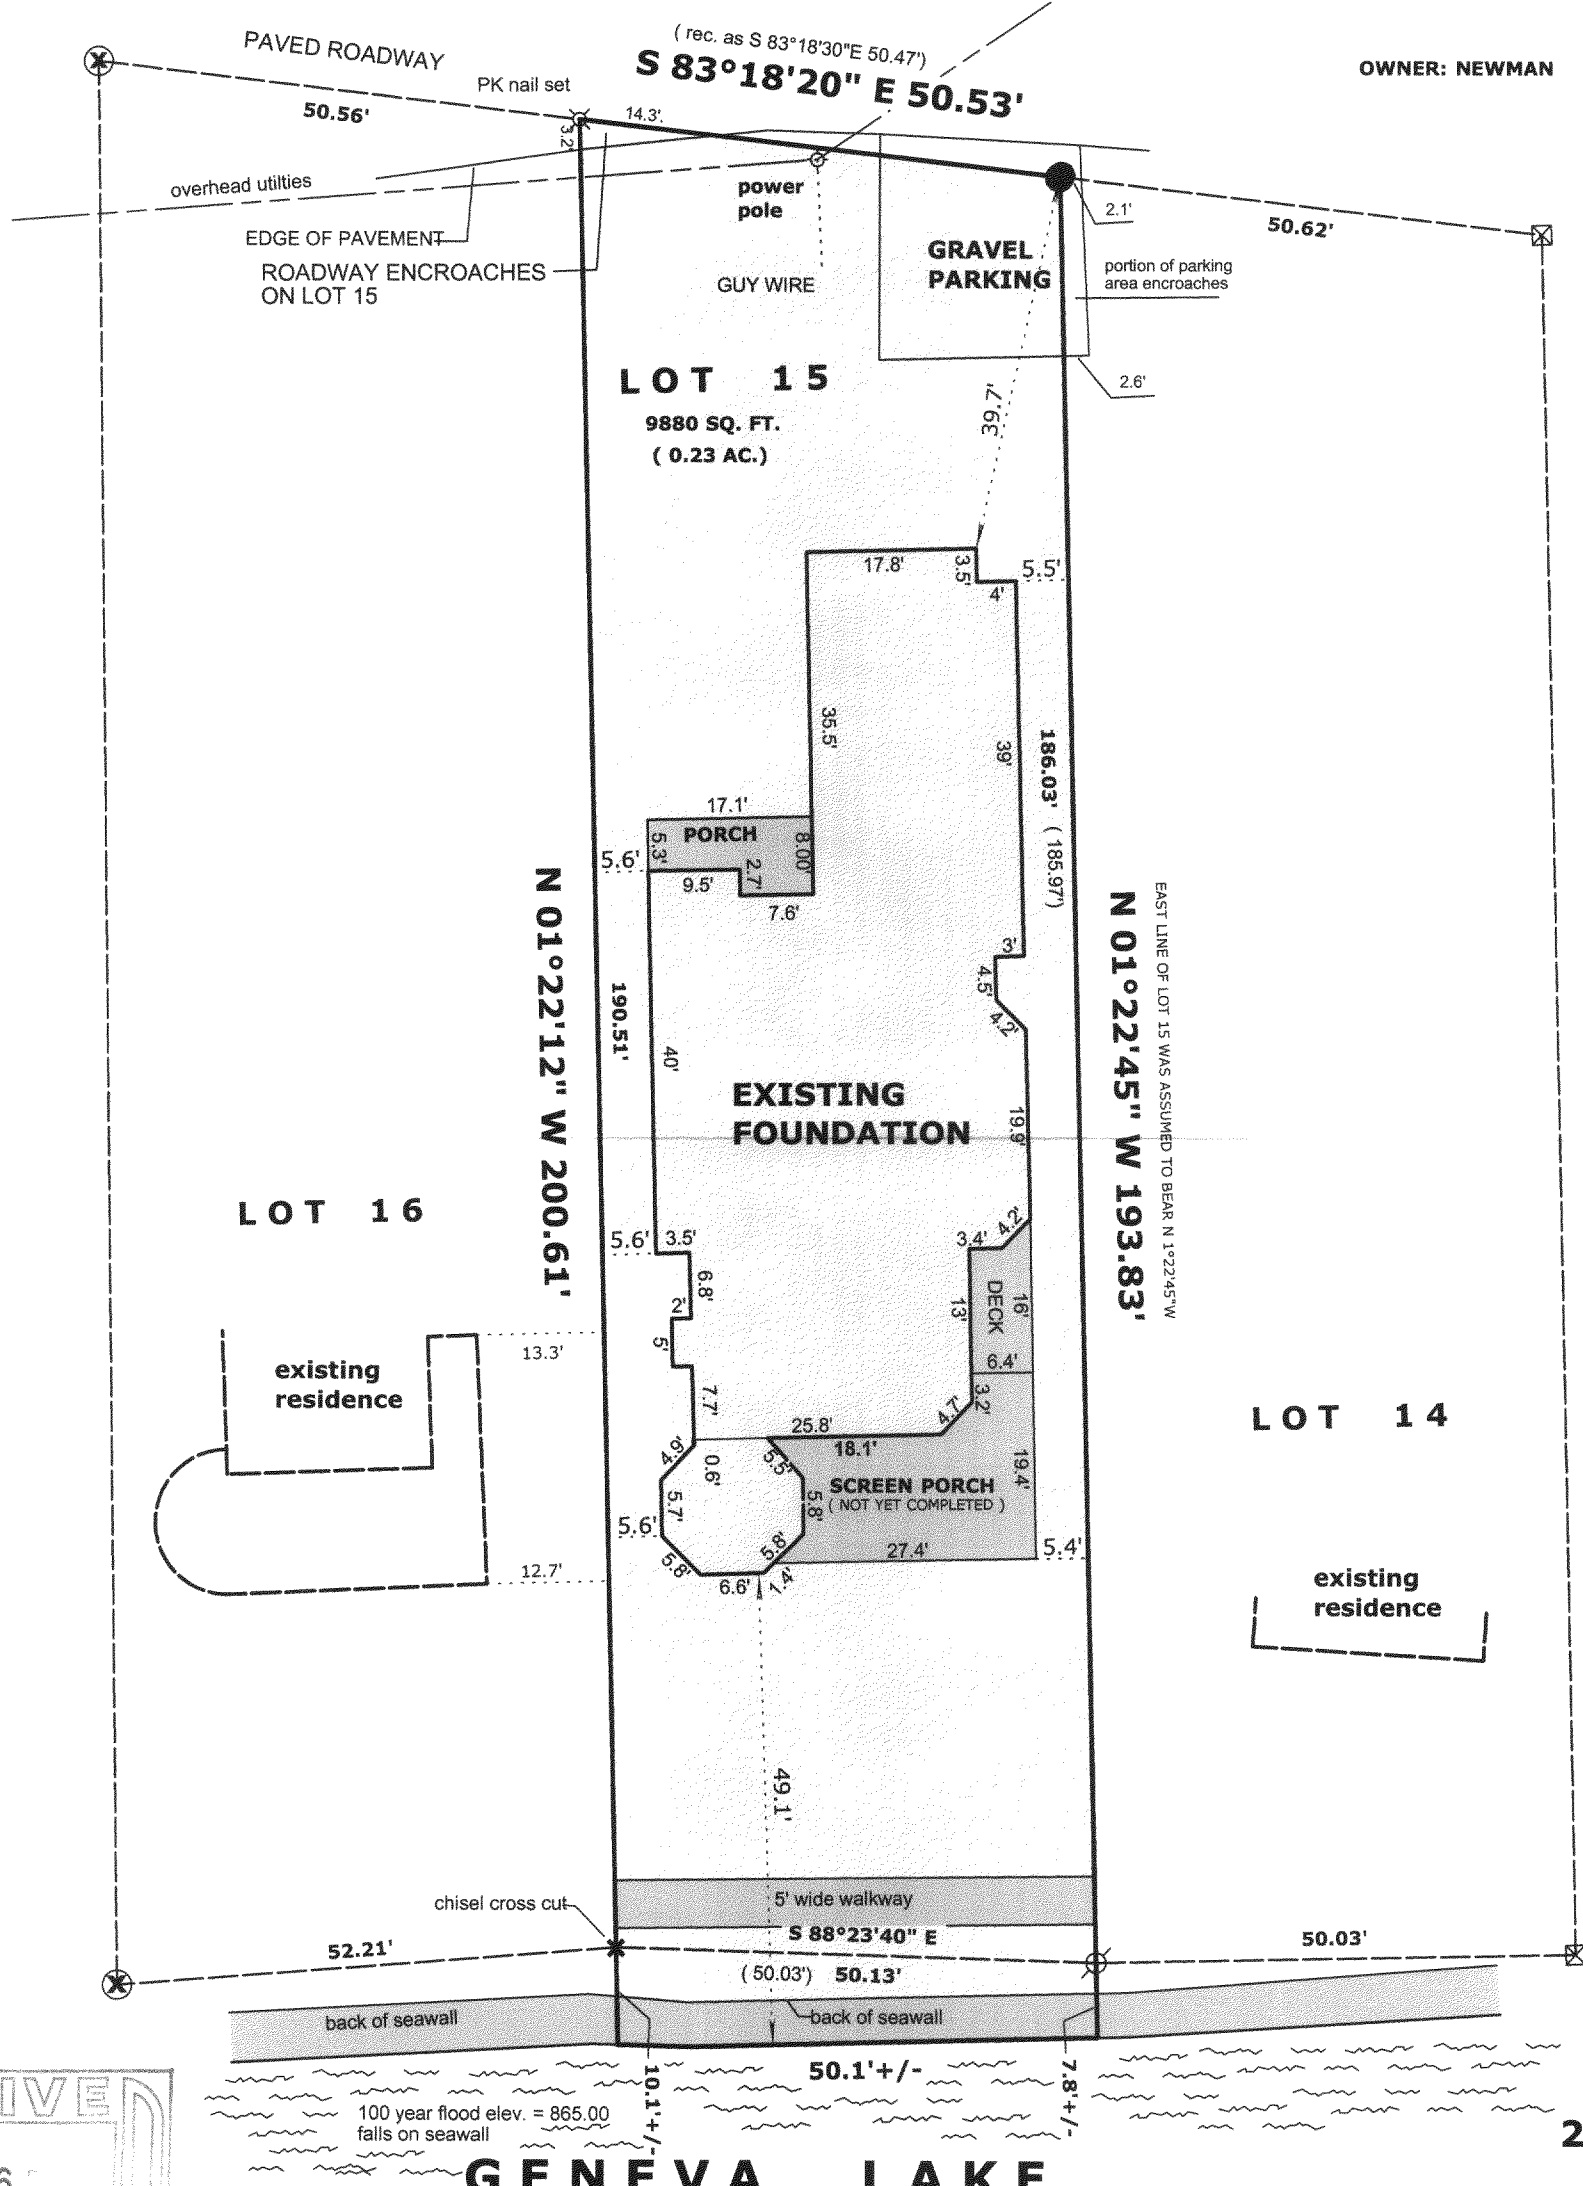 PAVED ROADWAY
( rec. as S 83°18'30"E 50.47')
S 83°18'20" E 50.53'
OWNER: NEWMAN
PK nail set
50.56'
14.3'.
3.2'
overhead utilties
power
pole
2.1'
50.62'
EDGE OF PAVEMENT
ROADWAY ENCROACHES
ON LOT 15
GUY WIRE
GRAVEL
PARKING
portion of parking
area encroaches
LOT 15
9880 SQ. FT.
( 0.23 AC.)
2.6'
39.7'
17.8'
3.5'
4'
5.5'
35.5'
39'
186.03' ( 185.97')
17.1'
PORCH
5.3'
8.00'
5.6'
9.5'
2.7'
7.6'
3'
4.5'
4.2'
N 01°22'12" W 200.61'
190.51'
40'
EXISTING
FOUNDATION
19.9'
N 01°22'45" W 193.83'
EAST LINE OF LOT 15 WAS ASSUMED TO BEAR N 1°22'45"W
LOT 16
5.6'
3.5'
6.8'
2'
5'
7.7'
3.4'
4.2'
13'
DECK
16'
6.4'
3.2'
4.7'
existing
residence
13.3'
12.7'
LOT 14
25.8'
18.1'
4.9'
0.6'
5.5'
5.7'
5.8'
SCREEN PORCH
( NOT YET COMPLETED )
19.4'
5.6'
5.8'
5.8'
6.6'
1.4'
27.4'
5.4'
existing
residence
49.1'
5' wide walkway
chisel cross cut
S 88°23'40" E
52.21'
( 50.03') 50.13'
50.03'
back of seawall
back of seawall
50.1'+/-
10.1'+/-
7.8'+/-
100 year flood elev. = 865.00
falls on seawall
2
IVE
GENEVA LAKE